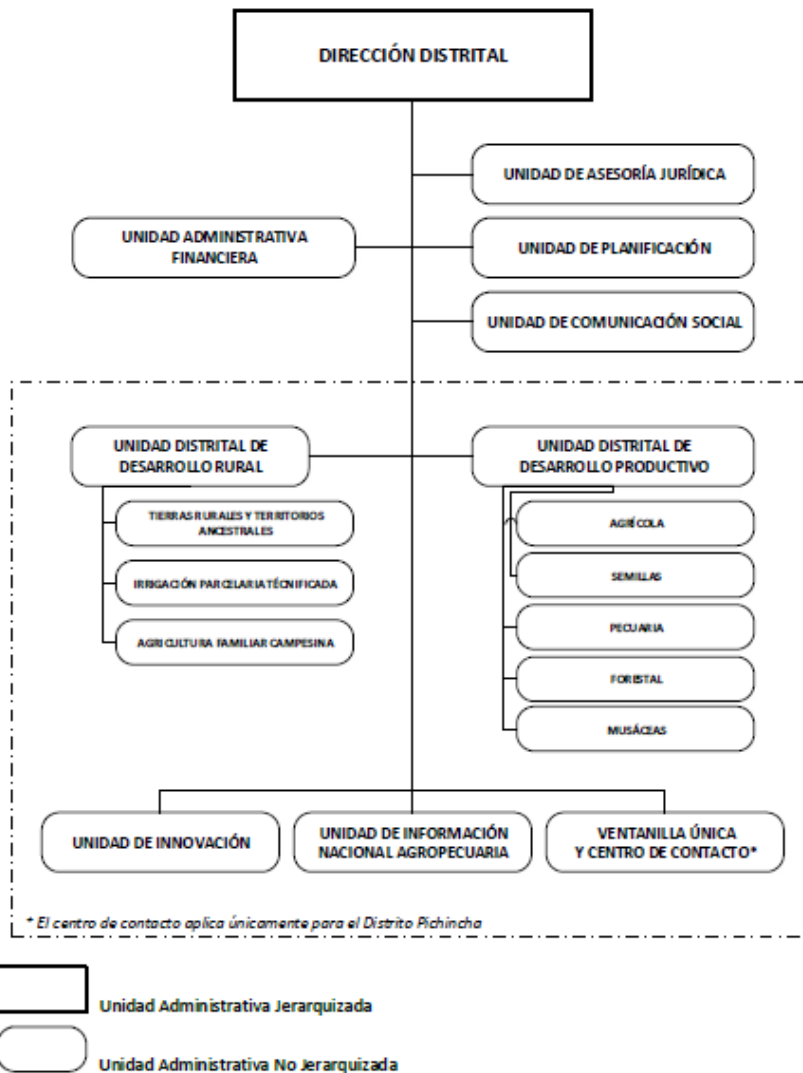 DIRECCIÓN DISTRITAL
UNIDAD DE ASESORÍA JURÍDICA
UNIDAD ADMINISTRATIVA
FINANCIERA
UNIDAD DE PLANIFICACIÓN
UNIDAD DE COMUNICACIÓN SOCIAL
UNIDAD DISTRITAL DE
DESARROLLO RURAL
TIERRAS RURALES Y TERRITORIOS
ANCESTRALES
IRRIGACIÓN PARCELARIA TÉCNIFICADA
AGRICULTURA FAMILIAR CAMPESINA
UNIDAD DISTRITAL DE
DESARROLLO PRODUCTIVO
AGRÍCOLA
SEMILLAS
PECUARIA
FORESTAL
MUSÁCEAS
UNIDAD DE INNOVACIÓN
UNIDAD DE INFORMACIÓN
NACIONAL AGROPECUARIA
VENTANILLA ÚNICA
Y CENTRO DE CONTACTO*
* El centro de contacto aplica únicamente para el Distrito Pichincha
Unidad Administrativa Jerarquizada
Unidad Administrativa No Jerarquizada